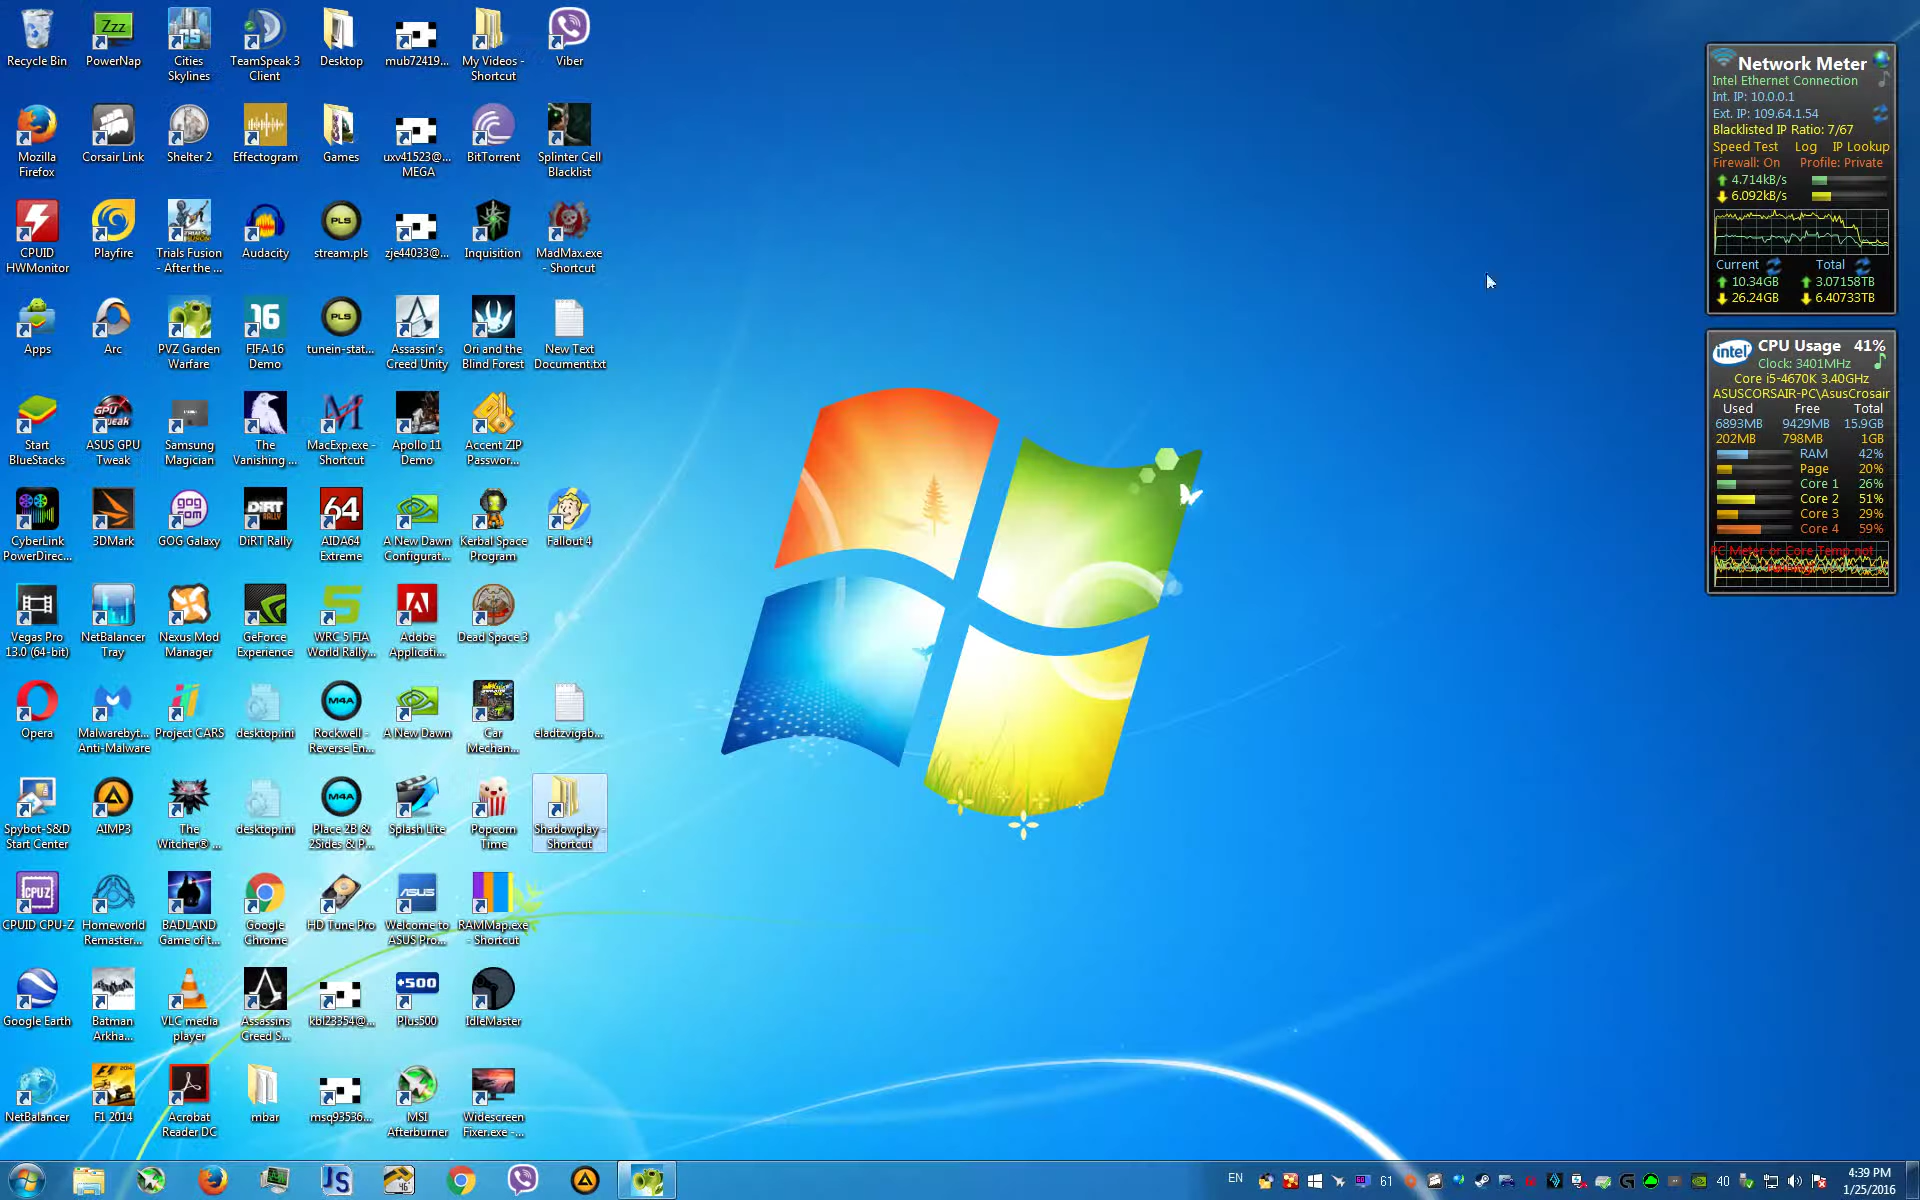 Recycle Bin
PowerNap
Cities
Skylines
TeamSpeak 3
Client
Desktop
mub72419...
My Videos -
Shortcut
Viber
Mozilla
Firefox
Corsair Link
Shelter 2
Effectogram
Games
uxv41523@...
MEGA
BitTorrent
Splinter Cell
Blacklist
CPUID
HWMonitor
Playfire
Trials Fusion
- After the ...
Audacity
stream.pls
zje44033@...
Inquisition
MadMax.exe
- Shortcut
Apps
Arc
PVZ Garden
Warfare
FIFA 16
Demo
tunein-stat...
Assassin's
Creed Unity
Ori and the
Blind Forest
New Text
Document.txt
Start
BlueStacks
ASUS GPU
Tweak
Samsung
Magician
The
Vanishing ...
MacExp.exe -
Shortcut
Apollo 11
Demo
Accent ZIP
Passwor...
CyberLink
PowerDirec...
3DMark
GOG Galaxy
DiRT Rally
AIDA64
Extreme
A New Dawn
Configurat...
Kerbal Space
Program
Fallout 4
Vegas Pro
13.0 (64-bit)
NetBalancer
Tray
Nexus Mod
Manager
GeForce
Experience
WRC 5 FIA
World Rally...
Adobe
Applicati...
Dead Space 3
Opera
Malwarebyt...
Anti-Malware
Project CARS
desktop.ini
Rockwell -
Reverse En...
A New Dawn
Car
Mechan...
eladtzvigab...
Spybot-S&D
Start Center
AIMP3
The
Witcher® ...
desktop.ini
Place 2B &
2Sides & P...
Splash Lite
Popcorn
Time
Shadowplay -
Shortcut
CPUID CPU-Z
Homeworld
Remaster...
BADLAND
Game of t...
Google
Chrome
HD Tune Pro
Welcome to
ASUS Pro...
RAMMap.exe
- Shortcut
Google Earth
Batman
Arkha...
VLC media
player
Assassins
Creed S...
kbl23354@...
Plus500
IdleMaster
NetBalancer
F1 2014
Acrobat
Reader DC
mbar
msq93536...
MSI
Afterburner
Widescreen
Fixer.exe -...
Network Meter
Intel Ethernet Connection
Int. IP: 10.0.0.1
Ext. IP: 109.64.1.54
Blacklisted IP Ratio: 7/67
Speed Test Log IP Lookup
Firewall: On Profile: Private
4.714kB/s
6.092kB/s
Current Total
10.34GB 3.07158TB
26.24GB 6.40733TB
intel
CPU Usage 41%
Clock: 3401MHz
Core i5-4670K 3.40GHz
ASUSCORSAIR-PC\AsusCrosair
Used Free Total
6893MB 9429MB 15.9GB
202MB 798MB 1GB
RAM 42%
Page 20%
Core 1 26%
Core 2 51%
Core 3 29%
Core 4 59%
PC Meter or Core Temp not
EN
61
40
4:39 PM
1/25/2016